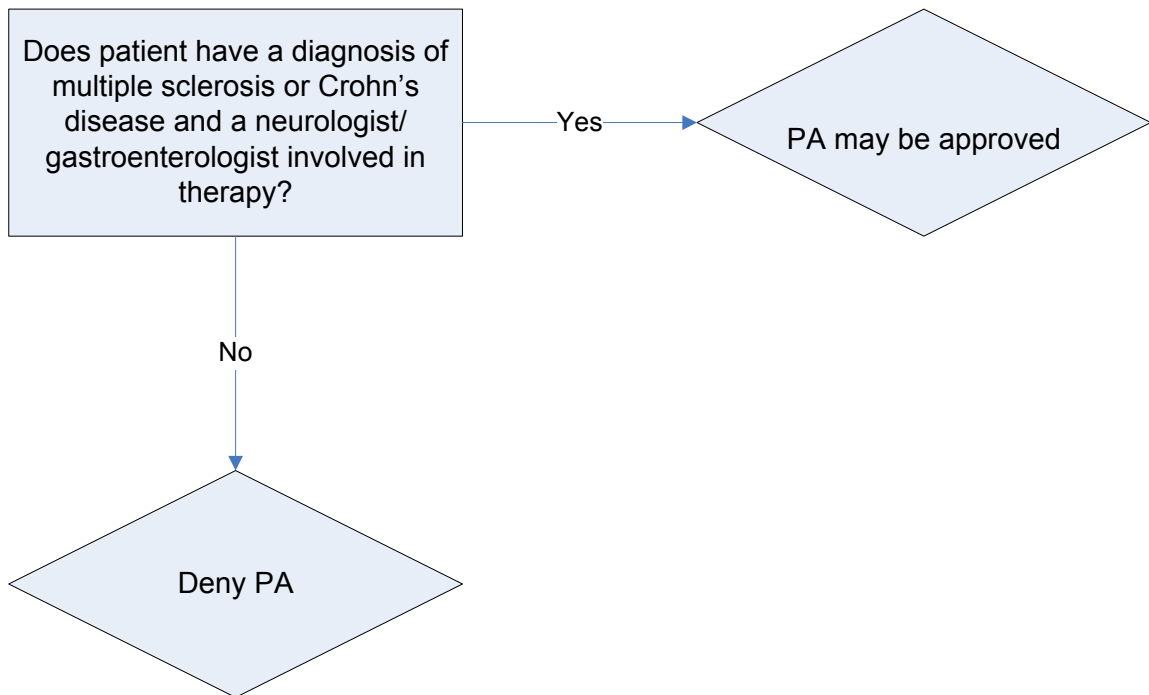 Does patient have a diagnosis of
multiple sclerosis or Crohn’s
disease and a neurologist/
gastroenterologist involved in
therapy?
Yes
PA may be approved
No
Deny PA